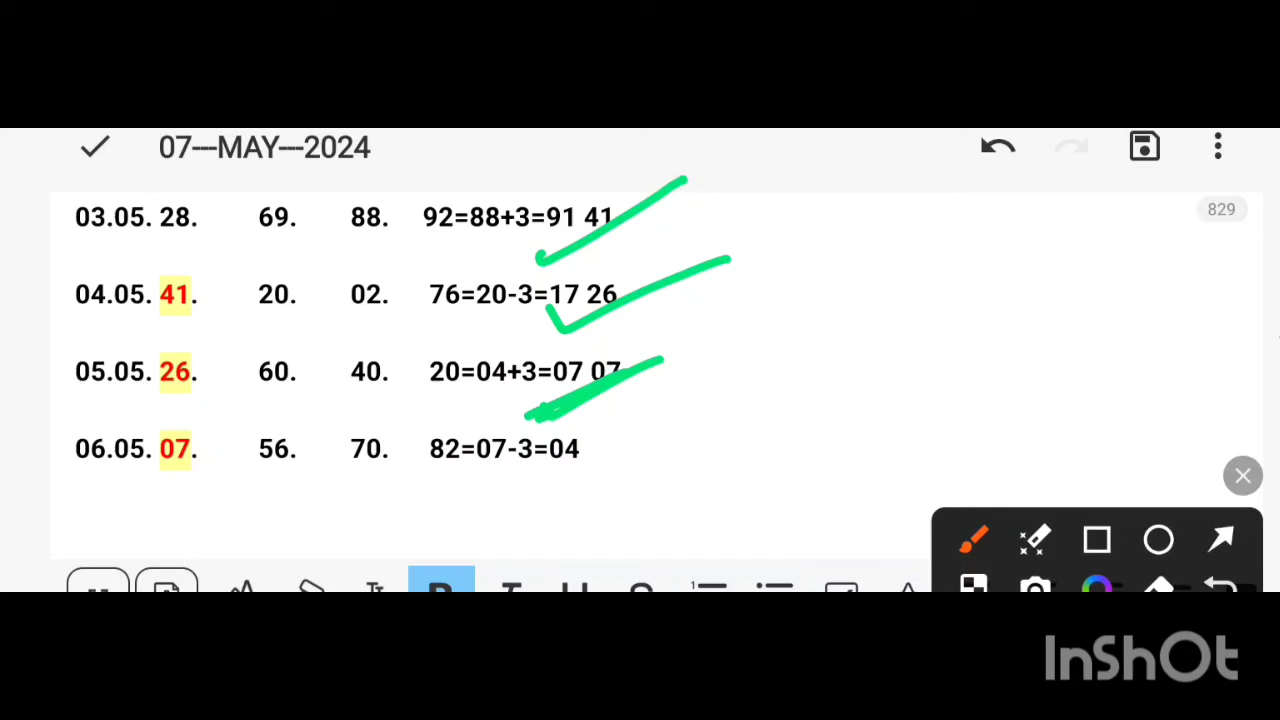 07---MAY---2024
829
03.05. 28. 69. 88. 92=88+3=91 41
04.05. 41. 20. 02. 76=20-3=17 26
05.05. 26. 60. 40. 20=04+3=07 07
06.05. 07. 56. 70. 82=07-3=04
InShOt